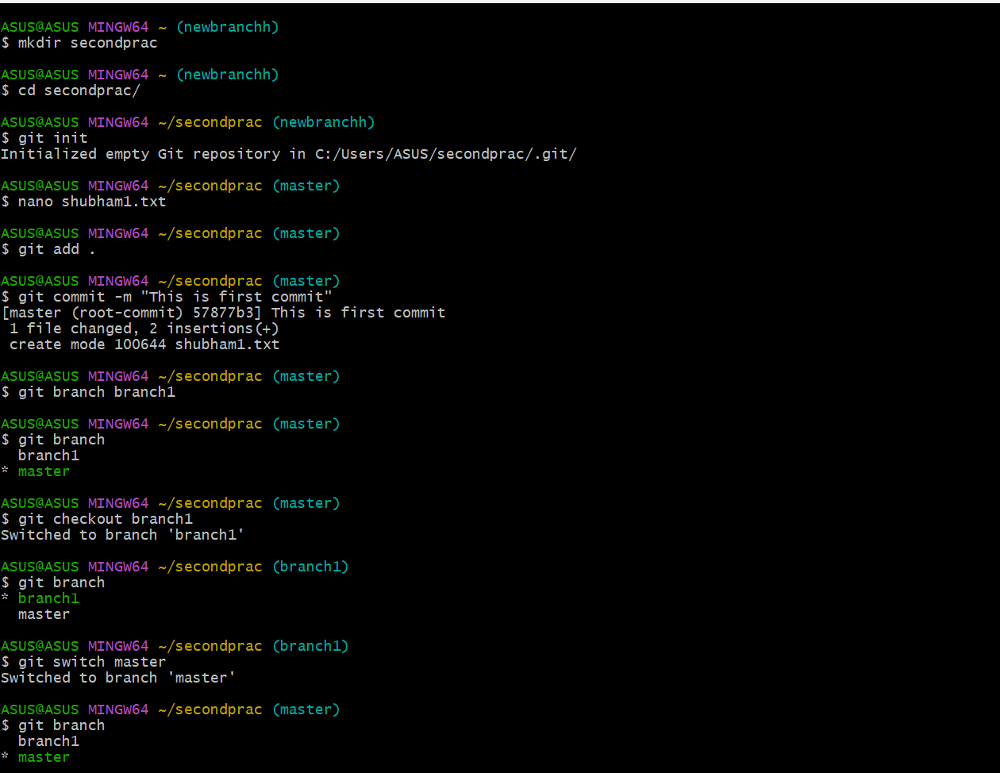 ASUS@ASUS MINGW64 ~ (newbranchh)
$ mkdir secondprac
ASUS@ASUS MINGW64 ~ (newbranchh)
$ cd secondprac/
ASUS@ASUS MINGW64 ~/secondprac (newbranchh)
$ git init
Initialized empty Git repository in C:/Users/ASUS/secondprac/.git/
ASUS@ASUS MINGW64 ~/secondprac (master)
$ nano shubham1.txt
ASUS@ASUS MINGW64 ~/secondprac (master)
$ git add .
ASUS@ASUS MINGW64 ~/secondprac (master)
$ git commit -m "This is first commit"
[master (root-commit) 57877b3] This is first commit
 1 file changed, 2 insertions(+)
 create mode 100644 shubham1.txt
ASUS@ASUS MINGW64 ~/secondprac (master)
$ git branch branch1
ASUS@ASUS MINGW64 ~/secondprac (master)
$ git branch
  branch1
* master
ASUS@ASUS MINGW64 ~/secondprac (master)
$ git checkout branch1
Switched to branch 'branch1'
ASUS@ASUS MINGW64 ~/secondprac (branch1)
$ git branch
* branch1
  master
ASUS@ASUS MINGW64 ~/secondprac (branch1)
$ git switch master
Switched to branch 'master'
ASUS@ASUS MINGW64 ~/secondprac (master)
$ git branch
  branch1
* master